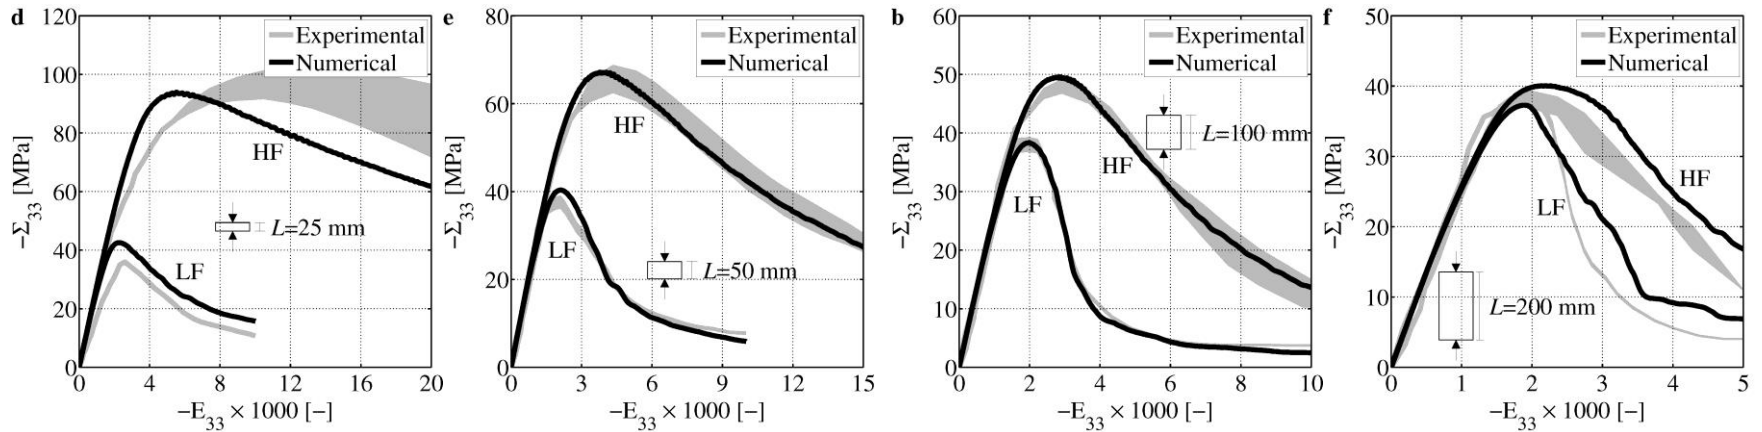 d
120
100
80
60
40
20
0
−Σ33 [MPa]
Experimental
Numerical
HF
LF
L=25 mm
0 4 8 12 16 20
−E33 × 1000 [−]
e
80
60
40
20
0
−Σ33 [MPa]
Experimental
Numerical
HF
LF
L=50 mm
0 3 6 9 12 15
−E33 × 1000 [−]
b
60
50
40
30
20
10
0
−Σ33 [MPa]
Experimental
Numerical
L=100 mm
HF
LF
0 2 4 6 8 10
−E33 × 1000 [−]
f
50
40
30
20
10
0
−Σ33 [MPa]
Experimental
Numerical
HF
LF
L=200 mm
0 1 2 3 4 5
−E33 × 1000 [−]